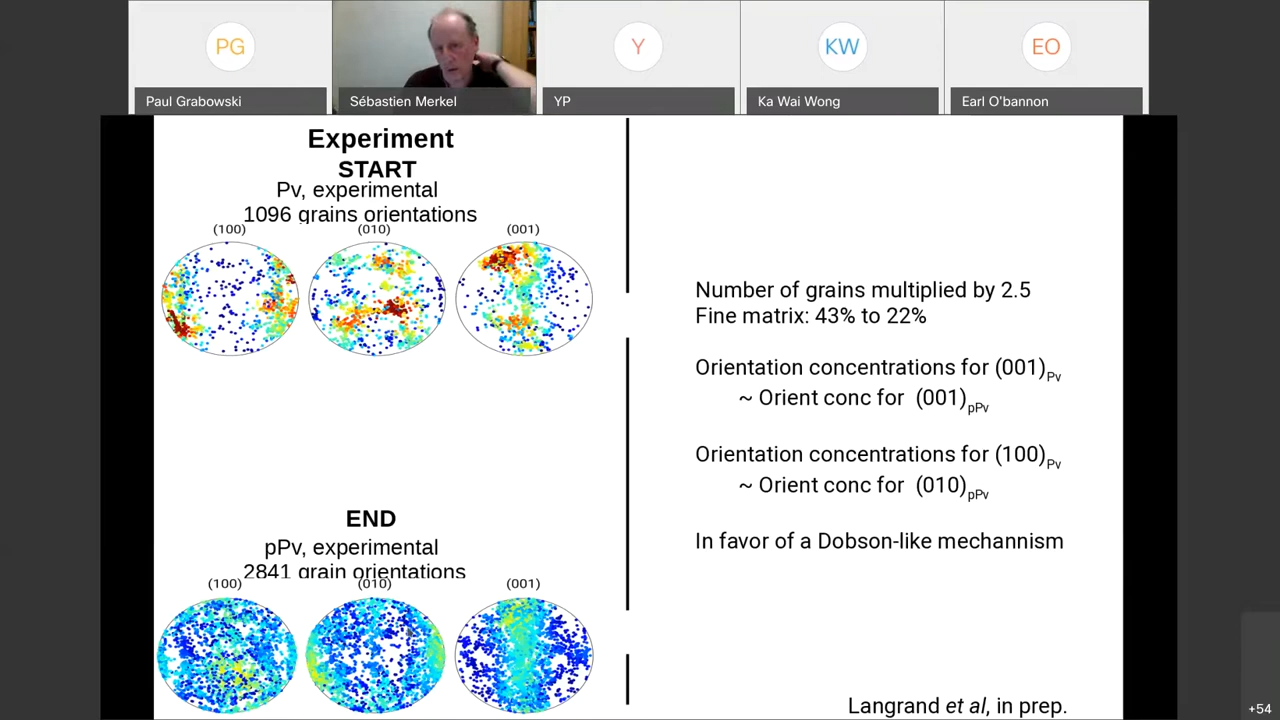 PG
Y
KW
EO
Paul Grabowski
Sébastien Merkel
YP
Ka Wai Wong
Earl O'bannon
Experiment
START
Pv, experimental
1096 grains orientations
(100)
(010)
(001)
Number of grains multiplied by 2.5
Fine matrix: 43% to 22%
Orientation concentrations for (001)Pv
~ Orient conc for (001)pPv
Orientation concentrations for (100)Pv
~ Orient conc for (010)pPv
In favor of a Dobson-like mechannism
END
pPv, experimental
2841 grain orientations
(100)
(010)
(001)
Langrand et al, in prep.
+54